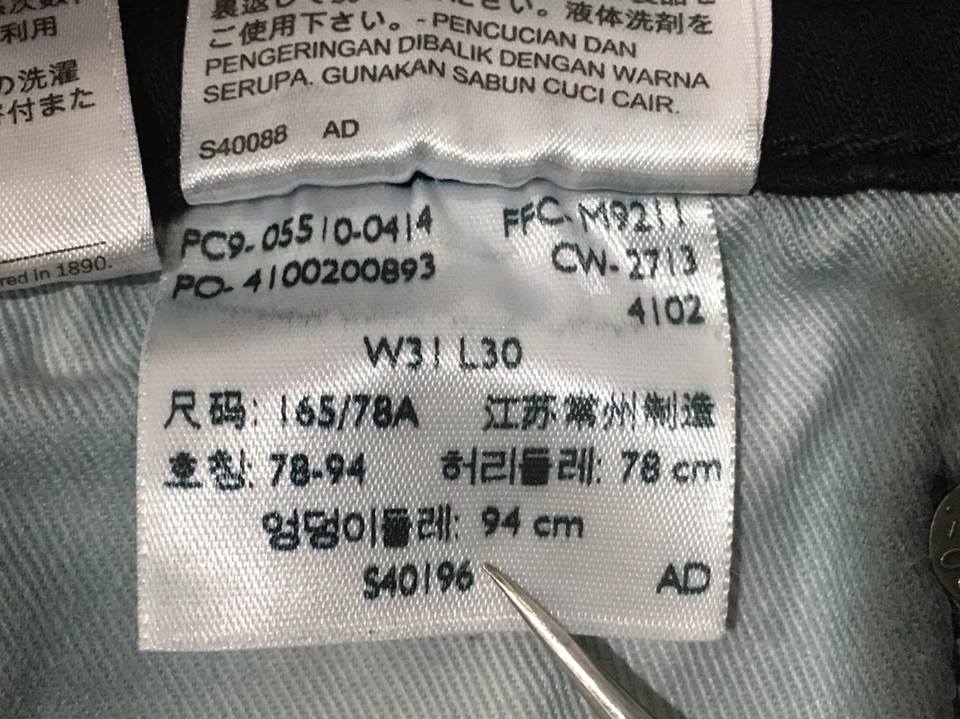 利用
の洗濯
付また
red in 1890.
ご使用下さい。- PENCUCIAN DAN
PENGERINGAN DIBALIK DENGAN WARNA
SERUPA. GUNAKAN SABUN CUCI CAIR.
S40088 AD
PC9-05510-0414 FFC-M9211
PO-4100200893 CW-2713
4102
W31 L30
尺码: 165/78A 江苏常州制造
호칭: 78-94 허리둘레: 78 cm
엉덩이둘레: 94 cm
S40196 AD